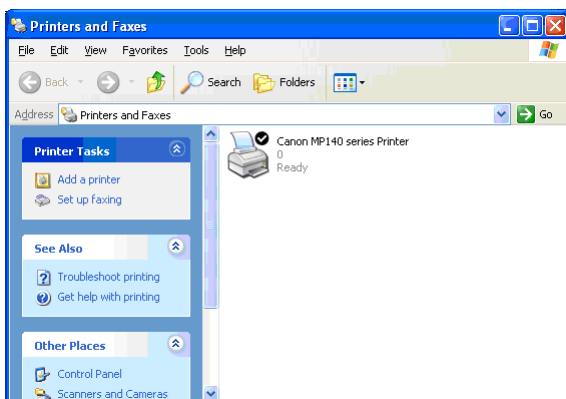 Printers and Faxes
File Edit View Favorites Tools Help
Back Search Folders
Address Printers and Faxes Go
Printer Tasks
Add a printer
Set up faxing
See Also
Troubleshoot printing
Get help with printing
Other Places
Control Panel
Scanners and Cameras
Canon MP140 series Printer
0
Ready